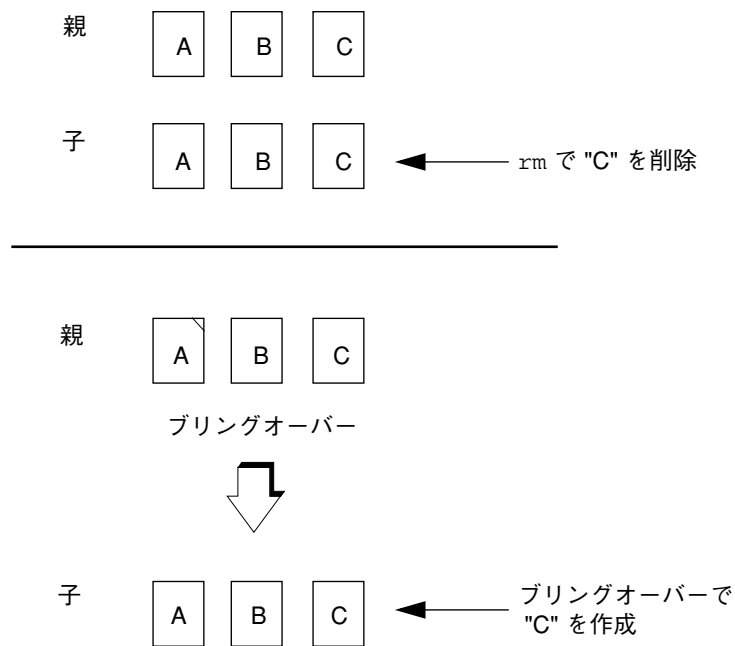 親 A B C
子 A B C rm で "C" を削除
親 A B C
ブリングオーバー
子 A B C ブリングオーバーで
"C" を作成